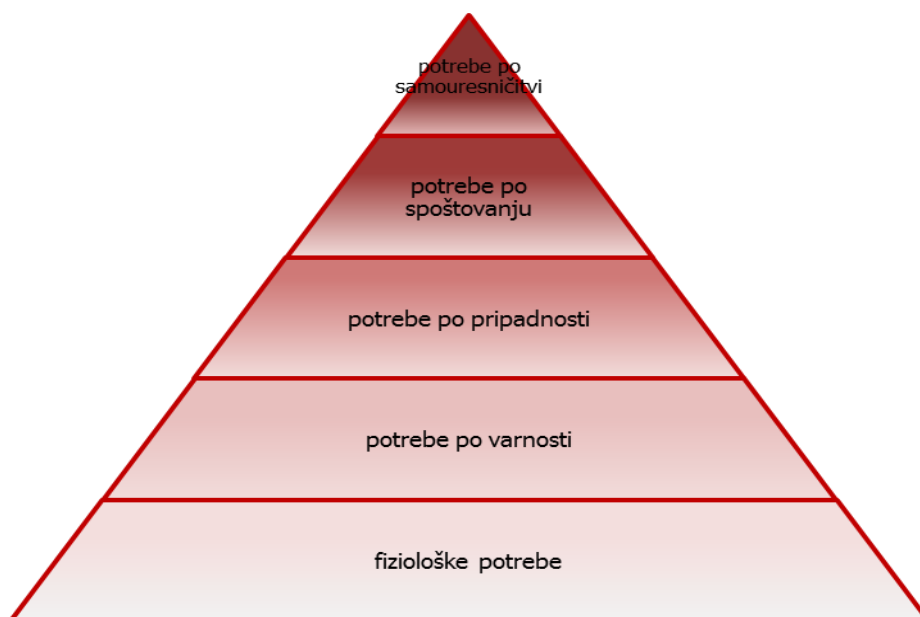 potrebe po
samouresničitvi
potrebe po
spoštovanju
potrebe po pripadnosti
potrebe po varnosti
fiziološke potrebe